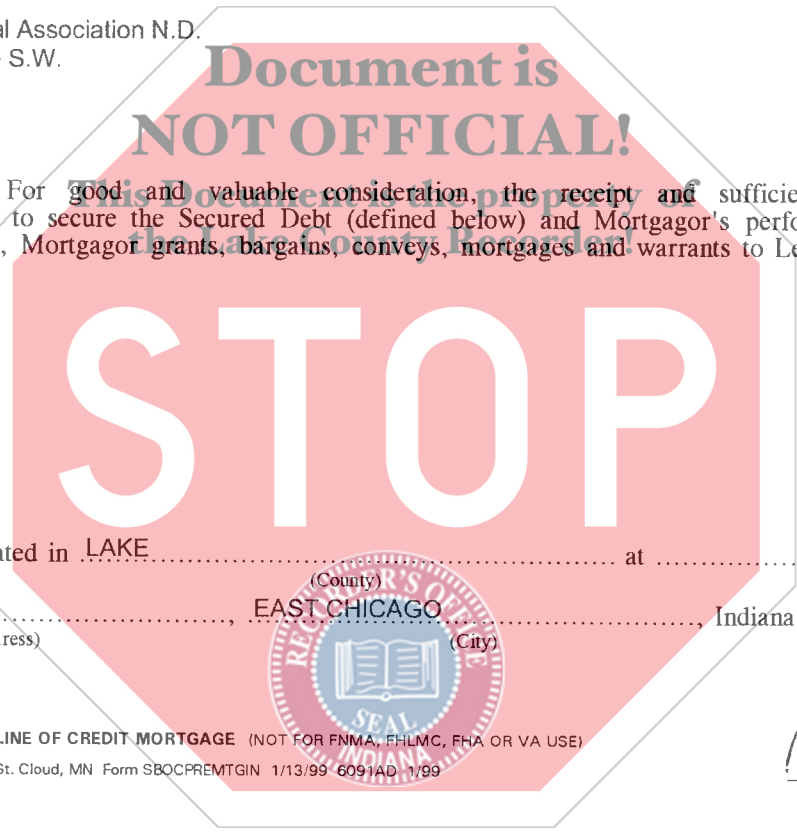 al Association N.D.
S.W.
Document is
NOT OFFICIAL!
For good and valuable consideration, the receipt and sufficie
This Document is the property of
to secure the Secured Debt (defined below) and Mortgagor's perfo
, Mortgagor grants, bargains, conveys, mortgages and warrants to Le
the Lake County Recorder!
STOP
ated in LAKE at
(County)
, EAST CHICAGO , Indiana
ress) (City)
RECORDER'S OFFICE
SEAL
INDIANA
LINE OF CREDIT MORTGAGE (NOT FOR FNMA, FHLMC, FHA OR VA USE)
St. Cloud, MN Form SBOCPREMTGIN 1/13/99 6091AD 1/99